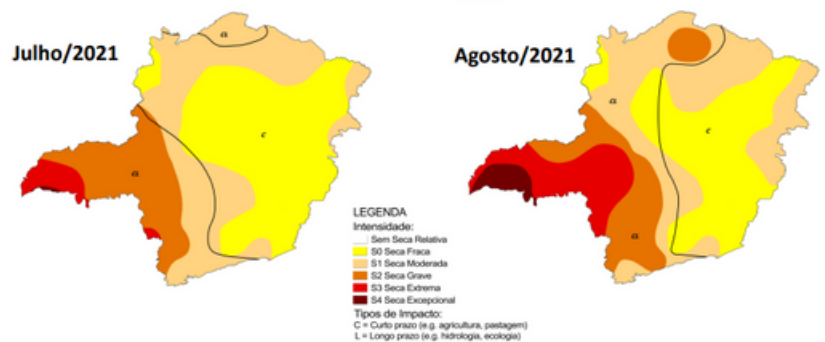 Julho/2021
Agosto/2021
c
c
LEGENDA
Intensidade:
Sem Seca Relativa
S0 Seca Fraca
S1 Seca Moderada
S2 Seca Grave
S3 Seca Extrema
S4 Seca Excepcional
Tipos de Impacto:
C = Curto prazo (e.g. agricultura, pastagem)
L = Longo prazo (e.g. hidrologia, ecologia)